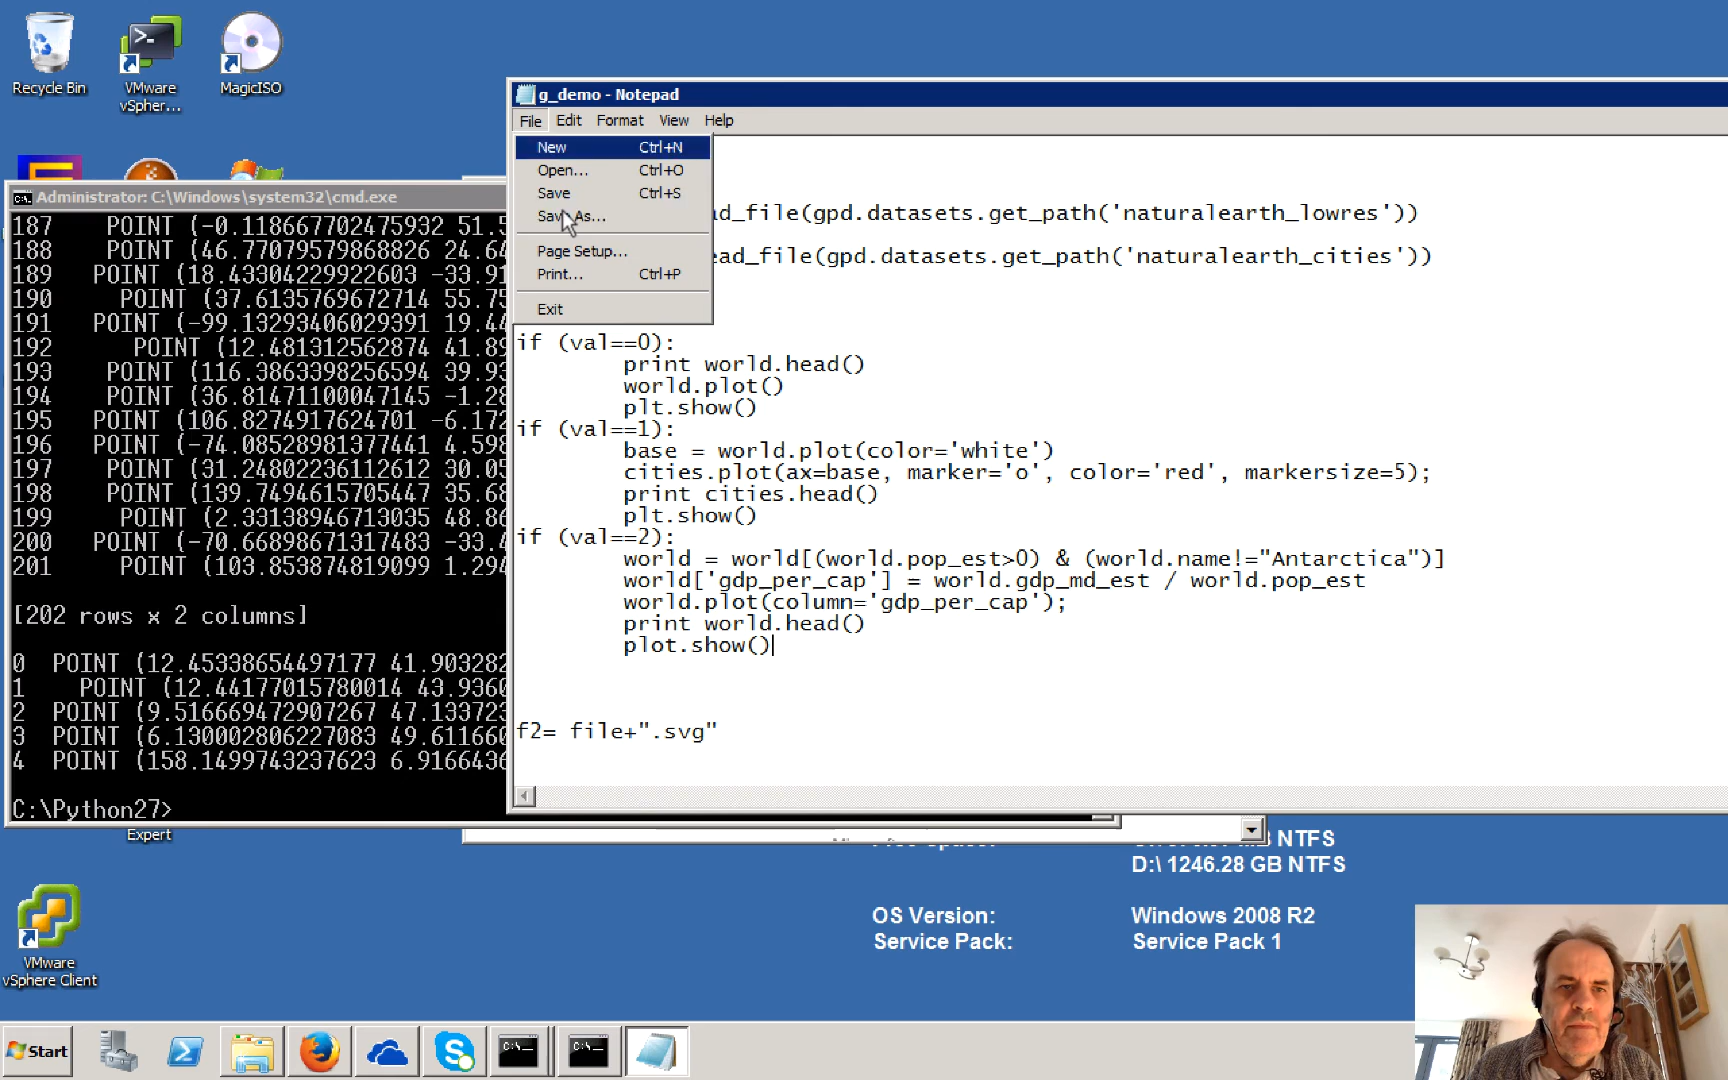 Recycle Bin
VMware
vSpher...
MagicISO
g_demo - Notepad
File Edit Format View Help
New Ctrl+N
Open... Ctrl+O
Save Ctrl+S
Save As...
Page Setup...
Print... Ctrl+P
Exit
ad_file(gpd.datasets.get_path('naturalearth_lowres'))
ead_file(gpd.datasets.get_path('naturalearth_cities'))
if (val==0):
print world.head()
world.plot()
plt.show()
if (val==1):
base = world.plot(color='white')
cities.plot(ax=base, marker='o', color='red', markersize=5);
print cities.head()
plt.show()
if (val==2):
world = world[(world.pop_est>0) & (world.name!="Antarctica")]
world['gdp_per_cap'] = world.gdp_md_est / world.pop_est
world.plot(column='gdp_per_cap');
print world.head()
plot.show()
f2= file+".svg"
Administrator: C:\Windows\system32\cmd.exe
187 POINT (-0.118667702475932 51.5
188 POINT (46.77079579868826 24.64
189 POINT (18.43304229922603 -33.91
190 POINT (37.6135769672714 55.75
191 POINT (-99.13293406029391 19.44
192 POINT (12.481312562874 41.89
193 POINT (116.3863398256594 39.93
194 POINT (36.81471100047145 -1.28
195 POINT (106.8274917624701 -6.172
196 POINT (-74.08528981377441 4.598
197 POINT (31.24802236112612 30.05
198 POINT (139.7494615705447 35.68
199 POINT (2.33138946713035 48.86
200 POINT (-70.66898671317483 -33.4
201 POINT (103.853874819099 1.294
[202 rows x 2 columns]
0 POINT (12.45338654497177 41.903282
1 POINT (12.44177015780014 43.9360
2 POINT (9.516669472907267 47.133723
3 POINT (6.130002806227083 49.611660
4 POINT (158.1499743237623 6.9166436
C:\Python27>
Expert
NTFS
D:\ 1246.28 GB NTFS
OS Version: Windows 2008 R2
Service Pack: Service Pack 1
VMware
vSphere Client
Start